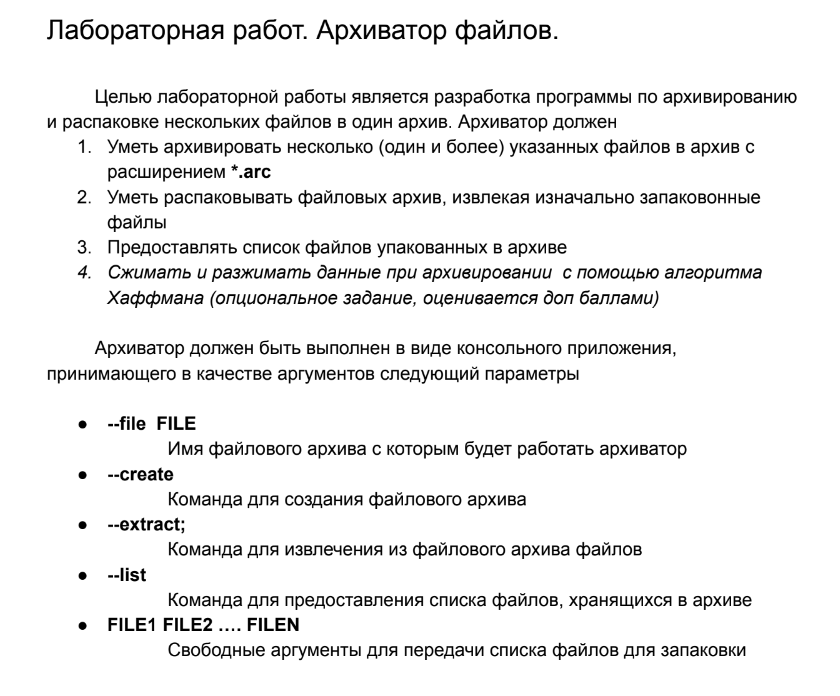 Лабораторная работ. Архиватор файлов.
Целью лабораторной работы является разработка программы по архивированию
и распаковке нескольких файлов в один архив. Архиватор должен
1. Уметь архивировать несколько (один и более) указанных файлов в архив с
расширением *.arc
2. Уметь распаковывать файловых архив, извлекая изначально запаковонные
файлы
3. Предоставлять список файлов упакованных в архиве
4. Сжимать и разжимать данные при архивировании с помощью алгоритма
Хаффмана (опциональное задание, оценивается доп баллами)
Архиватор должен быть выполнен в виде консольного приложения,
принимающего в качестве аргументов следующий параметры
● --file FILE
Имя файлового архива с которым будет работать архиватор
● --create
Команда для создания файлового архива
● --extract;
Команда для извлечения из файлового архива файлов
● --list
Команда для предоставления списка файлов, хранящихся в архиве
● FILE1 FILE2 …. FILEN
Свободные аргументы для передачи списка файлов для запаковки